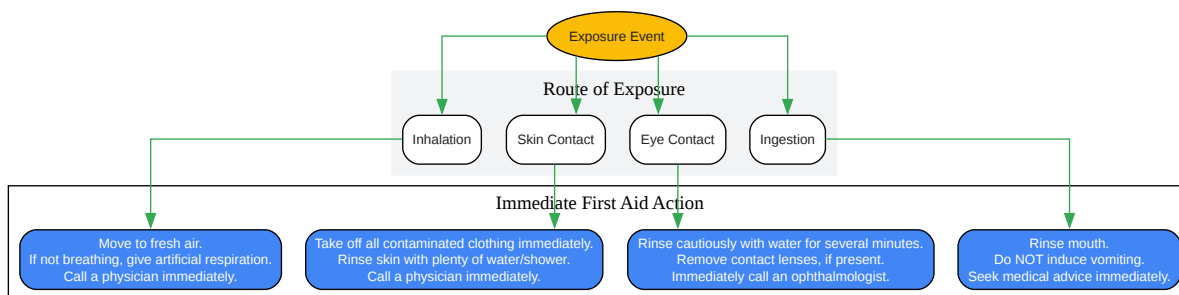 Exposure Event
Route of Exposure
Inhalation
Skin Contact
Eye Contact
Ingestion
Immediate First Aid Action
Move to fresh air.
If not breathing, give artificial respiration.
Call a physician immediately.
Take off all contaminated clothing immediately.
Rinse skin with plenty of water/shower.
Call a physician immediately.
Rinse cautiously with water for several minutes.
Remove contact lenses, if present.
Immediately call an ophthalmologist.
Rinse mouth.
Do NOT induce vomiting.
Seek medical advice immediately.